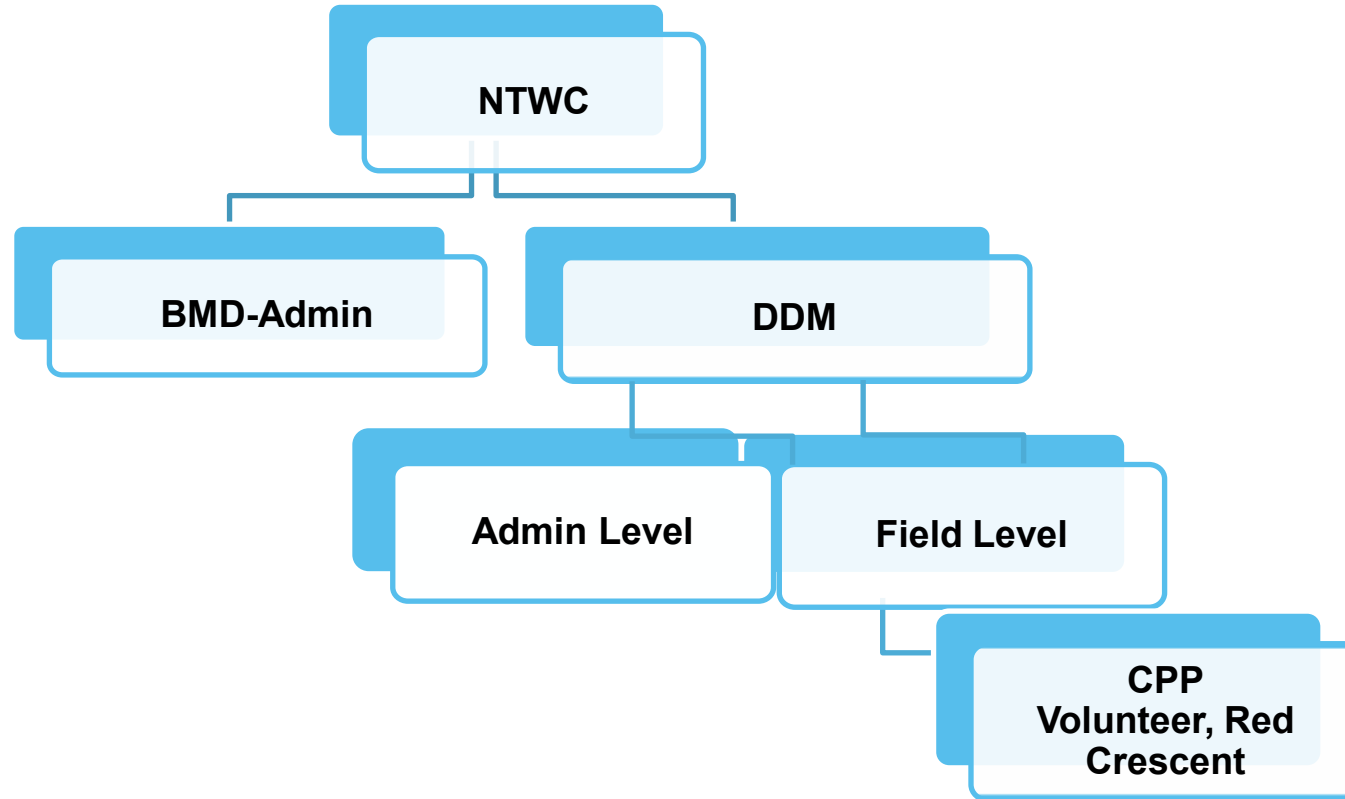 NTWC
BMD-Admin
DDM
Admin Level
Field Level
CPP
Volunteer, Red
Crescent